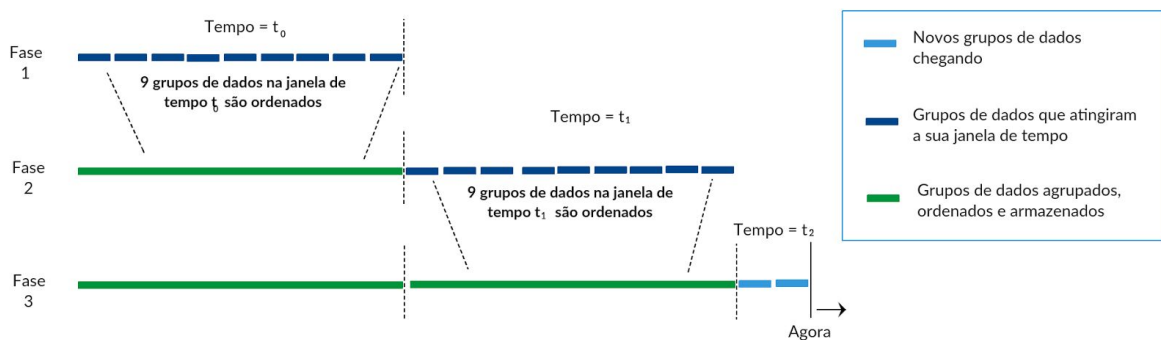 Tempo = t0
Fase
1
9 grupos de dados na janela de
tempo t0 são ordenados
Tempo = t1
Fase
2
9 grupos de dados na janela de
tempo t1 são ordenados
Tempo = t2
Fase
3
Agora
Novos grupos de dados
chegando
Grupos de dados que atingiram
a sua janela de tempo
Grupos de dados agrupados,
ordenados e armazenados